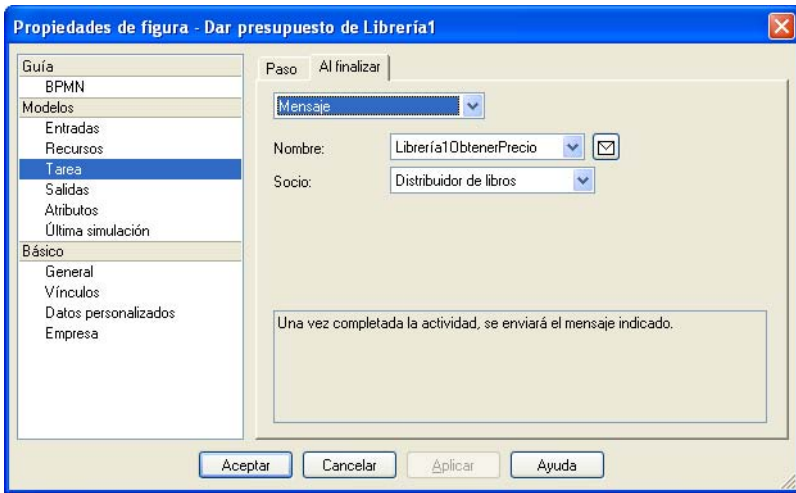 Propiedades de figura - Dar presupuesto de Librería1
Guía
BPMN
Modelos
Entradas
Recursos
Tarea
Salidas
Atributos
Última simulación
Básico
General
Vínculos
Datos personalizados
Empresa
Paso
Al finalizar
Mensaje
Nombre:
Librería1ObtenerPrecio
Socio:
Distribuidor de libros
Una vez completada la actividad, se enviará el mensaje indicado.
Aceptar
Cancelar
Aplicar
Ayuda